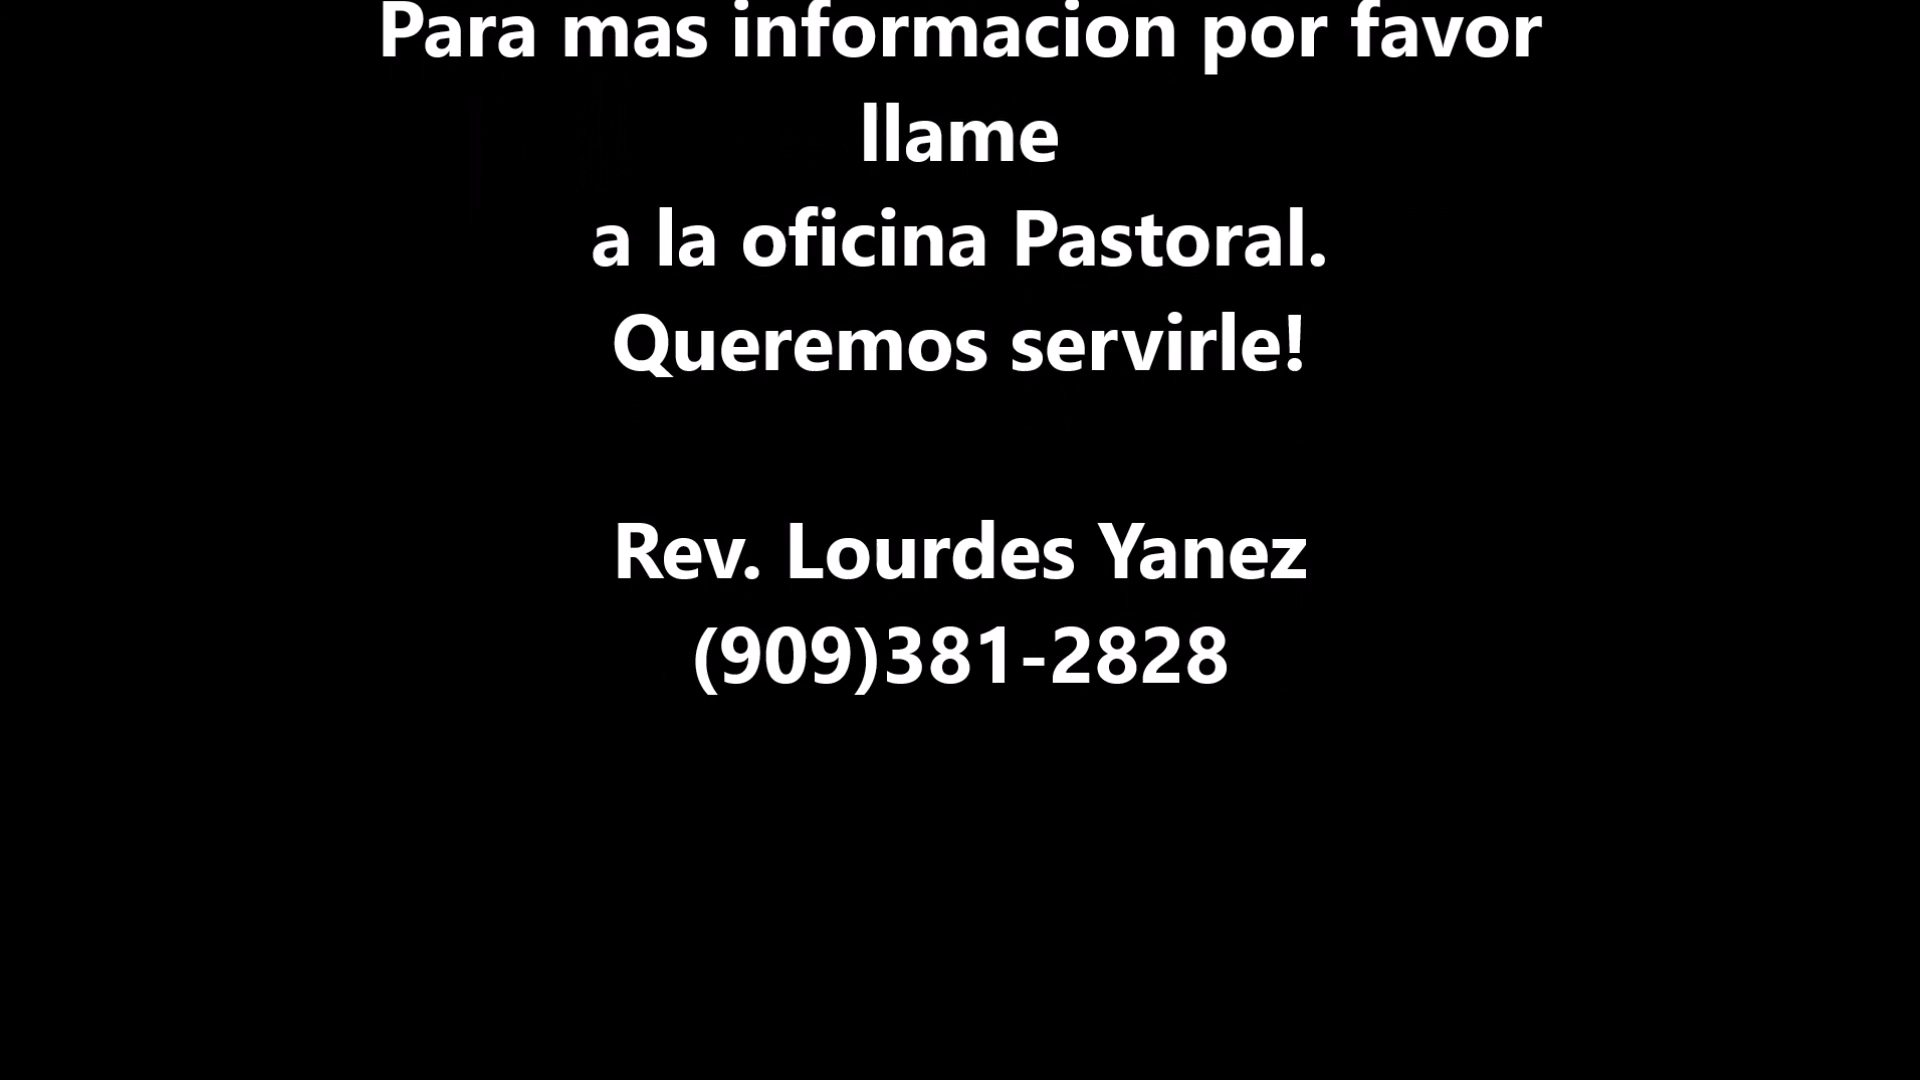 Para mas informacion por favor
llame
a la oficina Pastoral.
Queremos servirle!
Rev. Lourdes Yanez
(909)381-2828